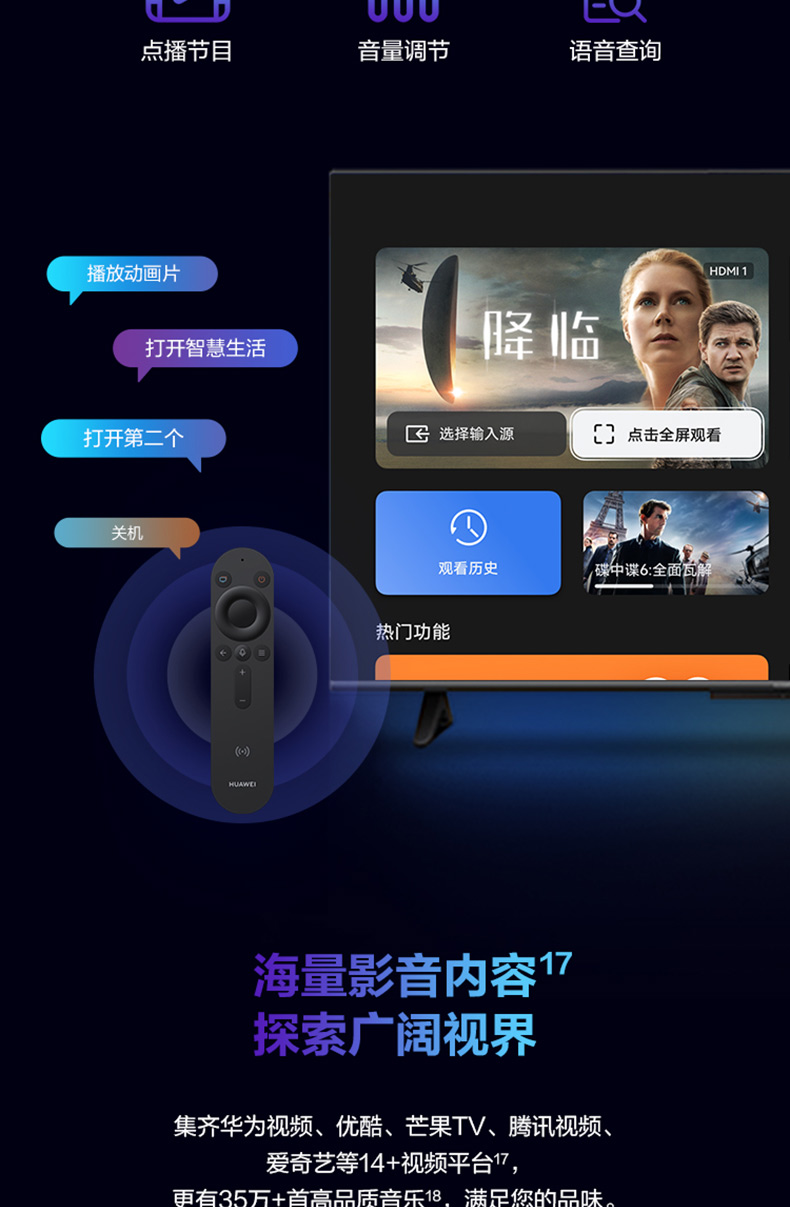 点播节目
音量调节
语音查询
播放动画片
打开智慧生活
打开第二个
关机
HDMI 1
降临
选择输入源
点击全屏观看
观看历史
碟中谍6:全面瓦解
热门功能
HUAWEI
海量影音内容17
探索广阔视界
集齐华为视频、优酷、芒果TV、腾讯视频、
爱奇艺等14+视频平台17，
更有35万+首高品质音乐18，满足您的品味。